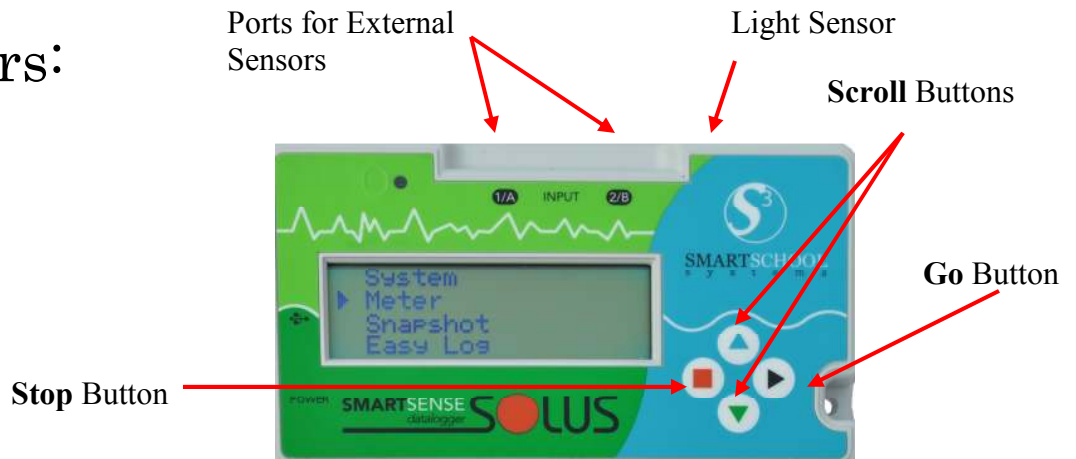 rs:
Ports for External
Sensors
Light Sensor
Scroll Buttons
1/A INPUT 2/B
S3
SMARTSCHOOL
systems
System
Meter
Snapshot
Easy Log
Go Button
Stop Button
POWER
SMARTSENSE
datalogger
SOLUS